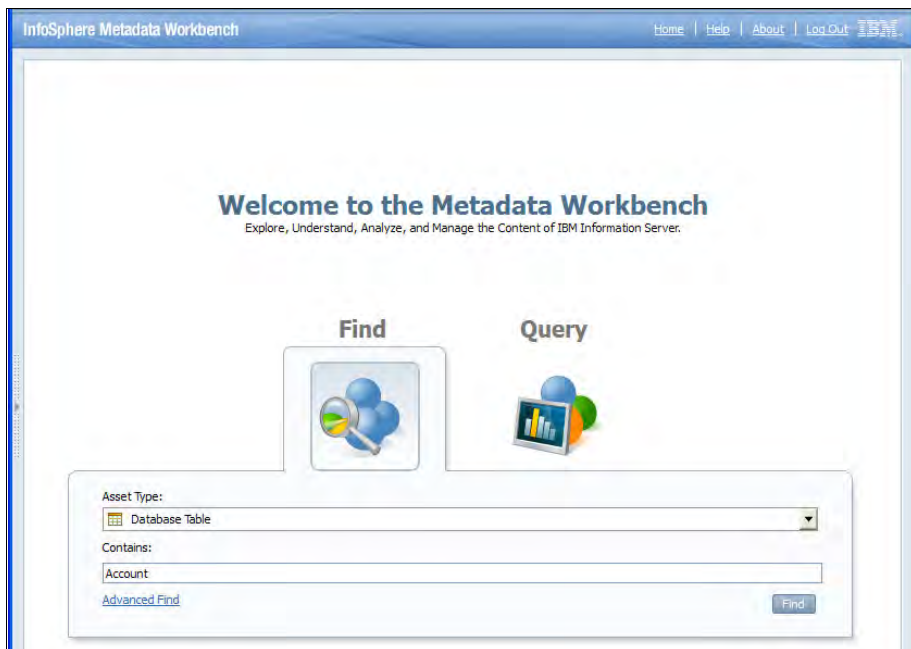 InfoSphere Metadata Workbench
Home | Help | About | Log Out IBM
Welcome to the Metadata Workbench
Explore, Understand, Analyze, and Manage the Content of IBM Information Server.
Find Query
Asset Type:
Database Table
Contains:
Account
Advanced Find
Find